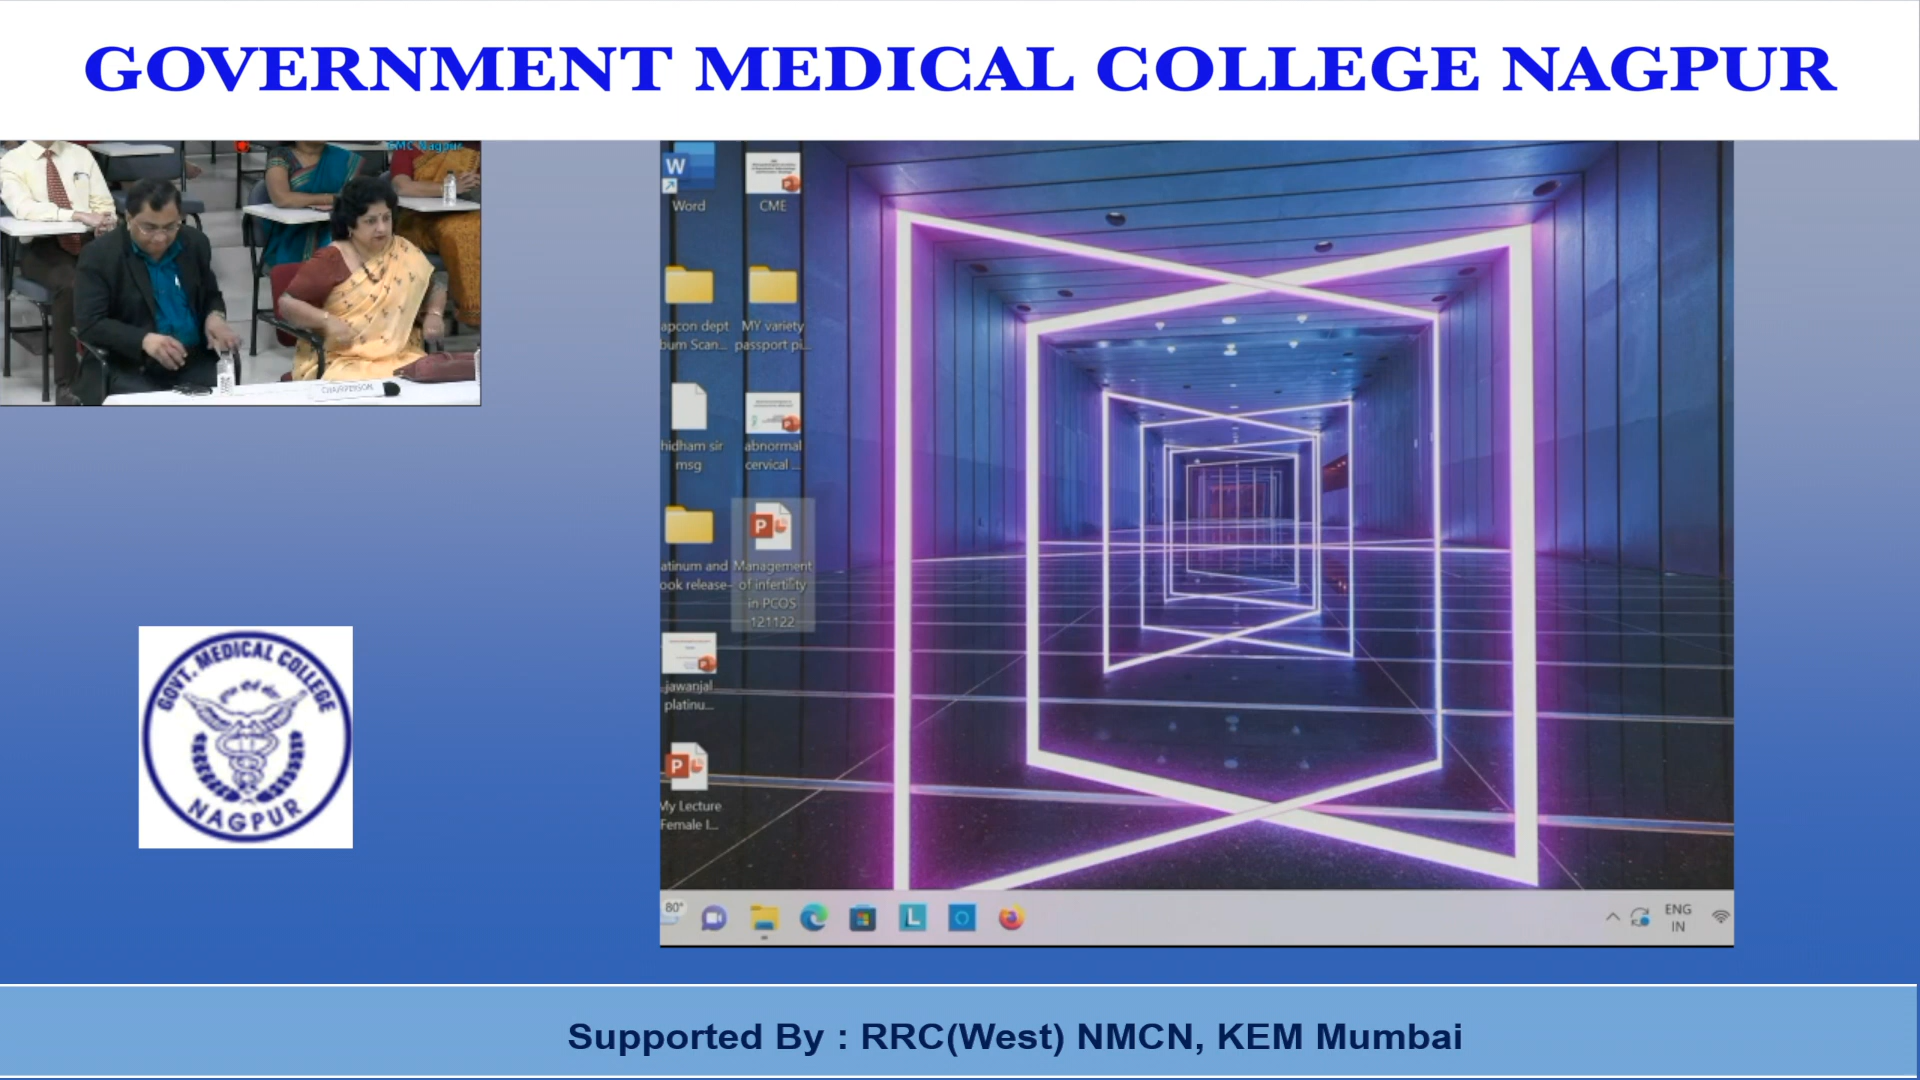 GOVERNMENT MEDICAL COLLEGE NAGPUR
GMC Nagpur
CHAIRPERSON
W
Word
CME
apcon dept
bum Scan...
MY variety
passport pi...
hidham sir
msg
abnormal
cervical ...
atinum and
ook release-
P
Management
of infertility
in PCOS
121122
jawanjal
platinu...
P
My Lecture
Female I...
GOVT. MEDICAL COLLEGE
NAGPUR
80°
L
ENG
IN
Supported By : RRC(West) NMCN, KEM Mumbai